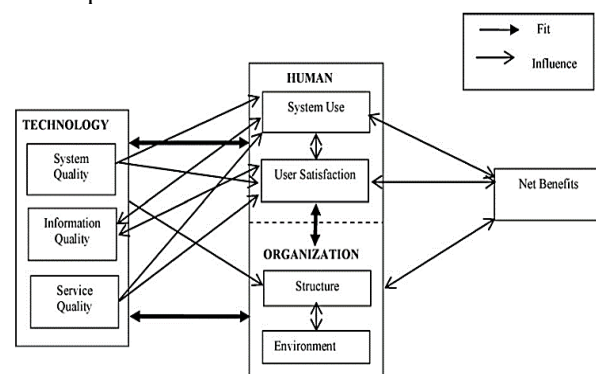 Fit
Influence
HUMAN
System Use
User Satisfaction
TECHNOLOGY
System
Quality
Information
Quality
Service
Quality
Net Benefits
ORGANIZATION
Structure
Environment